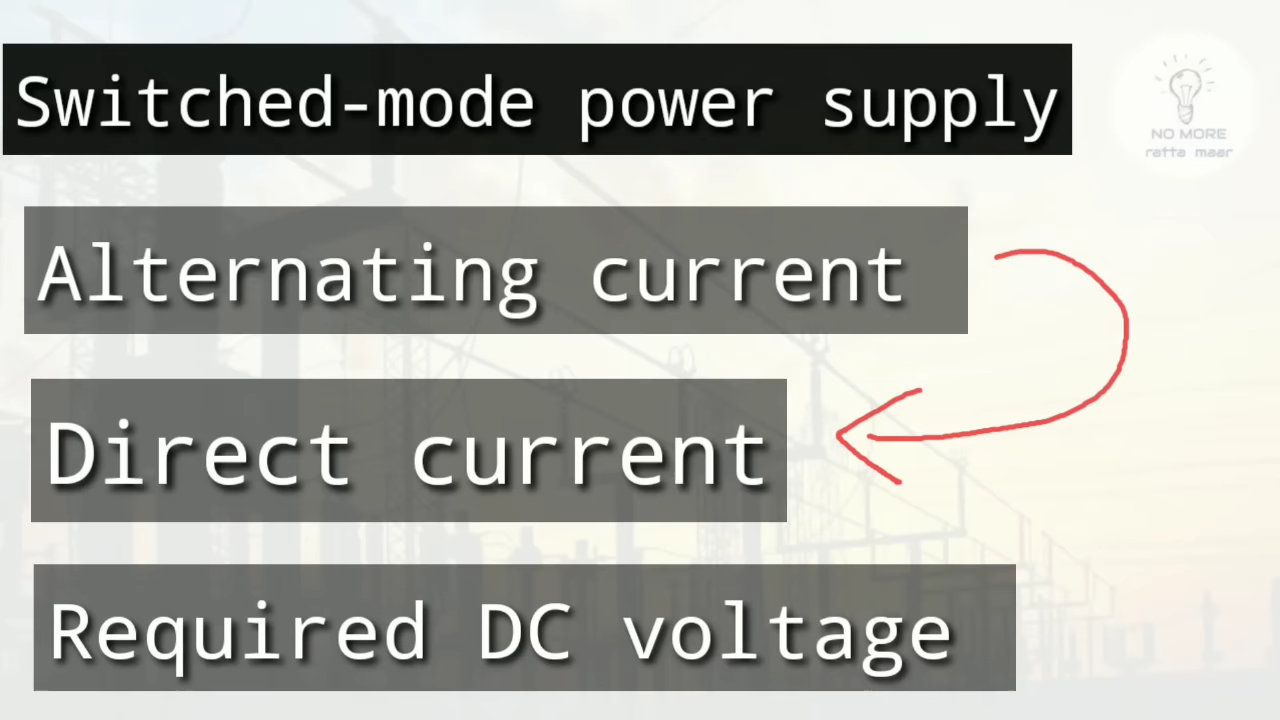 Switched-mode power supply
NO MORE
ratta maar
Alternating current
Direct current
Required DC voltage